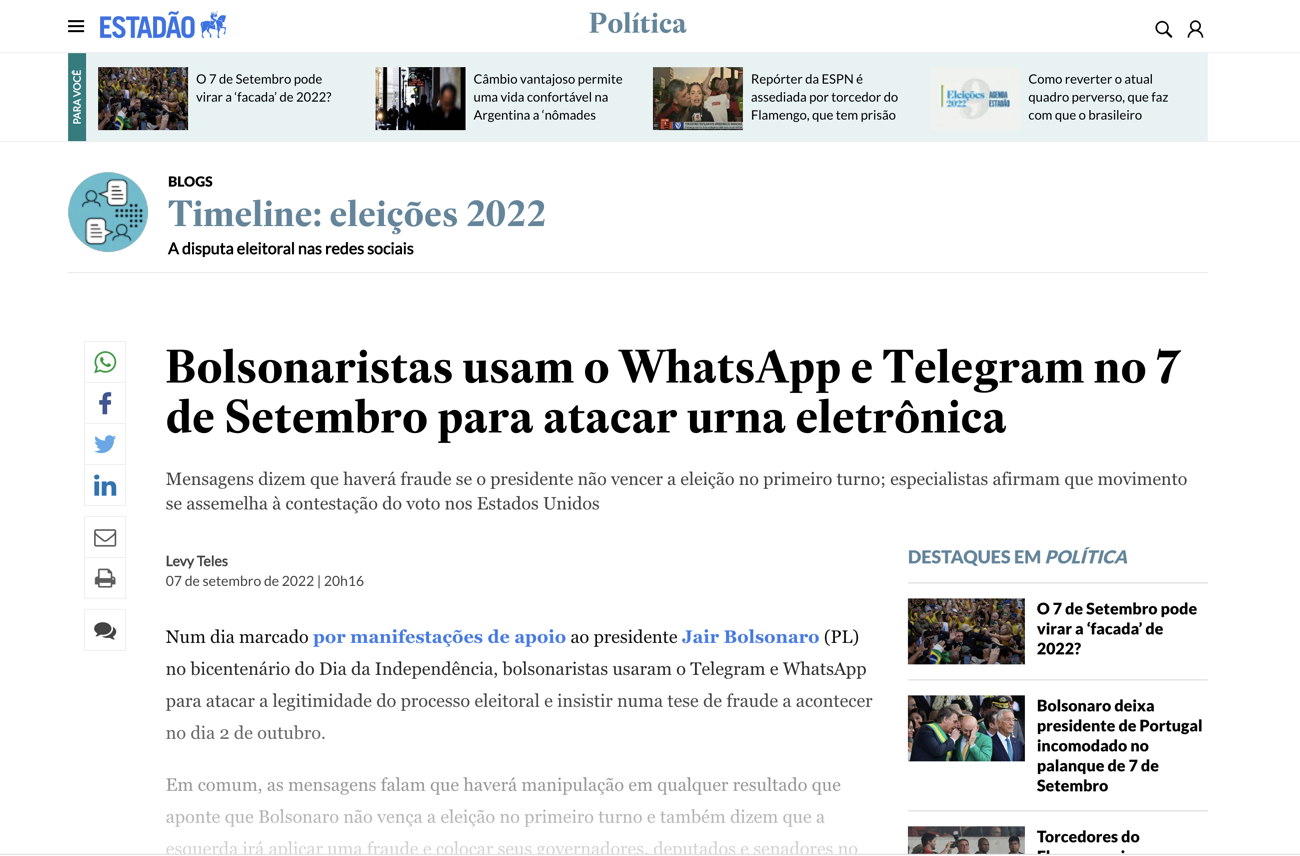 ESTADÃO
Política
PARA VOCÊ
O 7 de Setembro pode
virar a ‘facada’ de 2022?
Câmbio vantajoso permite
uma vida confortável na
Argentina a ‘nômades
Repórter da ESPN é
assediada por torcedor do
Flamengo, que tem prisão
Eleições
2022
AGENDA
ESTADÃO
Como reverter o atual
quadro perverso, que faz
com que o brasileiro
BLOGS
Timeline: eleições 2022
A disputa eleitoral nas redes sociais
Bolsonaristas usam o WhatsApp e Telegram no 7
de Setembro para atacar urna eletrônica
Mensagens dizem que haverá fraude se o presidente não vencer a eleição no primeiro turno; especialistas afirmam que movimento
se assemelha à contestação do voto nos Estados Unidos
Levy Teles
07 de setembro de 2022 | 20h16
Num dia marcado por manifestações de apoio ao presidente Jair Bolsonaro (PL)
no bicentenário do Dia da Independência, bolsonaristas usaram o Telegram e WhatsApp
para atacar a legitimidade do processo eleitoral e insistir numa tese de fraude a acontecer
no dia 2 de outubro.
Em comum, as mensagens falam que haverá manipulação em qualquer resultado que
aponte que Bolsonaro não vença a eleição no primeiro turno e também dizem que a
esquerda irá aplicar uma fraude e colocar seus governadores, deputados e senadores no
DESTAQUES EM POLÍTICA
O 7 de Setembro pode
virar a ‘facada’ de
2022?
Bolsonaro deixa
presidente de Portugal
incomodado no
palanque de 7 de
Setembro
Torcedores do